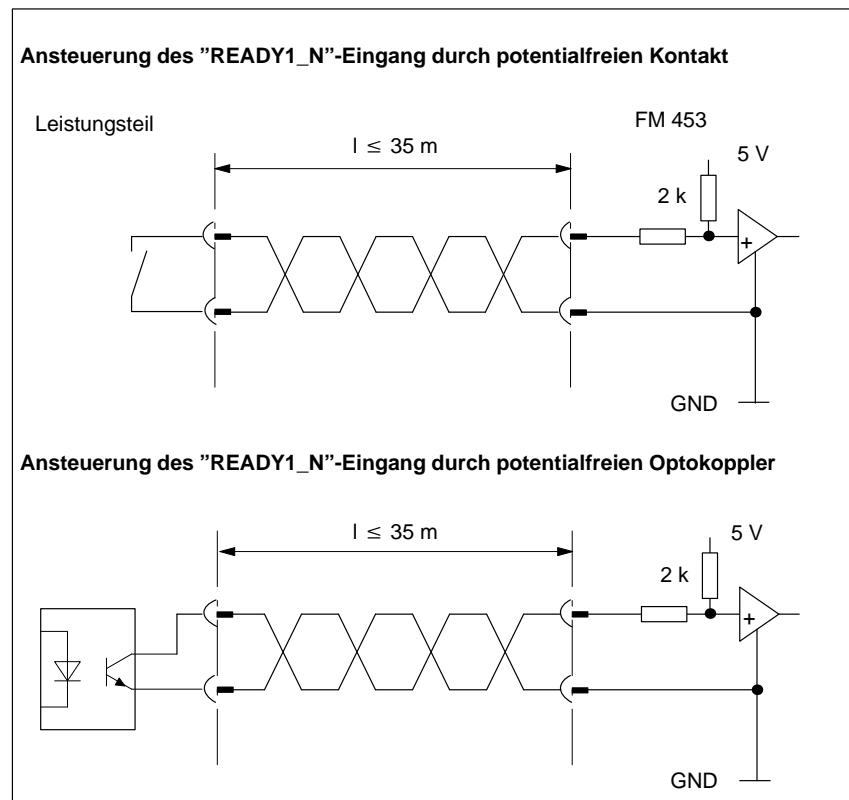 Ansteuerung des ”READY1_N”-Eingang durch potentialfreien Kontakt
Leistungsteil
FM 453
l ≤ 35 m
5 V
2 k
+
GND
Ansteuerung des ”READY1_N”-Eingang durch potentialfreien Optokoppler
l ≤ 35 m
5 V
2 k
+
GND